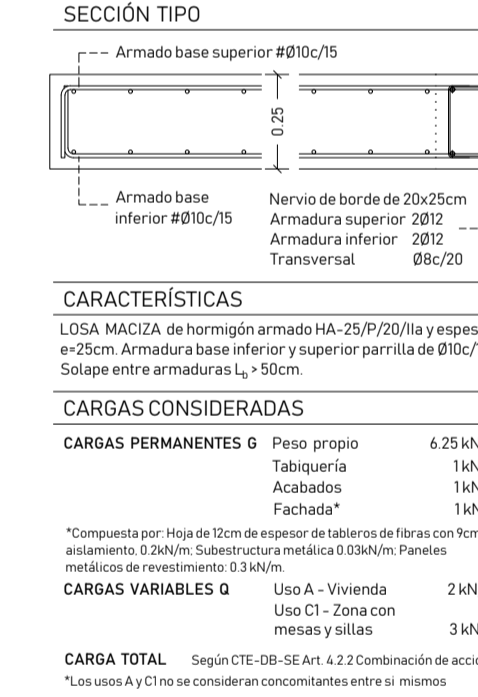 SECCIÓN TIPO
Armado base superior #Ø10c/15
0.25
Armado base
inferior #Ø10c/15
Nervio de borde de 20x25cm
Armadura superior 2Ø12
Armadura inferior 2Ø12
Transversal Ø8c/20
CARACTERÍSTICAS
LOSA MACIZA de hormigón armado HA-25/P/20/IIa y
e=25cm. Armadura base inferior y superior parrilla de
Solape entre armaduras Lb > 50cm.
CARGAS CONSIDERADAS
CARGAS PERMANENTES G Peso propio 6.25 kN
Tabiquería 1 kN
Acabados 1 kN
Fachada* 1 kN
*Compuesta por: Hoja de 12cm de espesor de tableros de fibras con 9cm
aislamiento, 0.2kN/m; Subestructura metálica 0.03kN/m; Paneles
metálicos de revestimiento: 0.3 kN/m.
CARGAS VARIABLES Q Uso A - Vivienda 2 kN
Uso C1 - Zona con
mesas y sillas 3 kN
CARGA TOTAL Según CTE-DB-SE Art. 4.2.2 Combinación de
*Los usos A y C1 no se consideran concomitantes entre si mismos